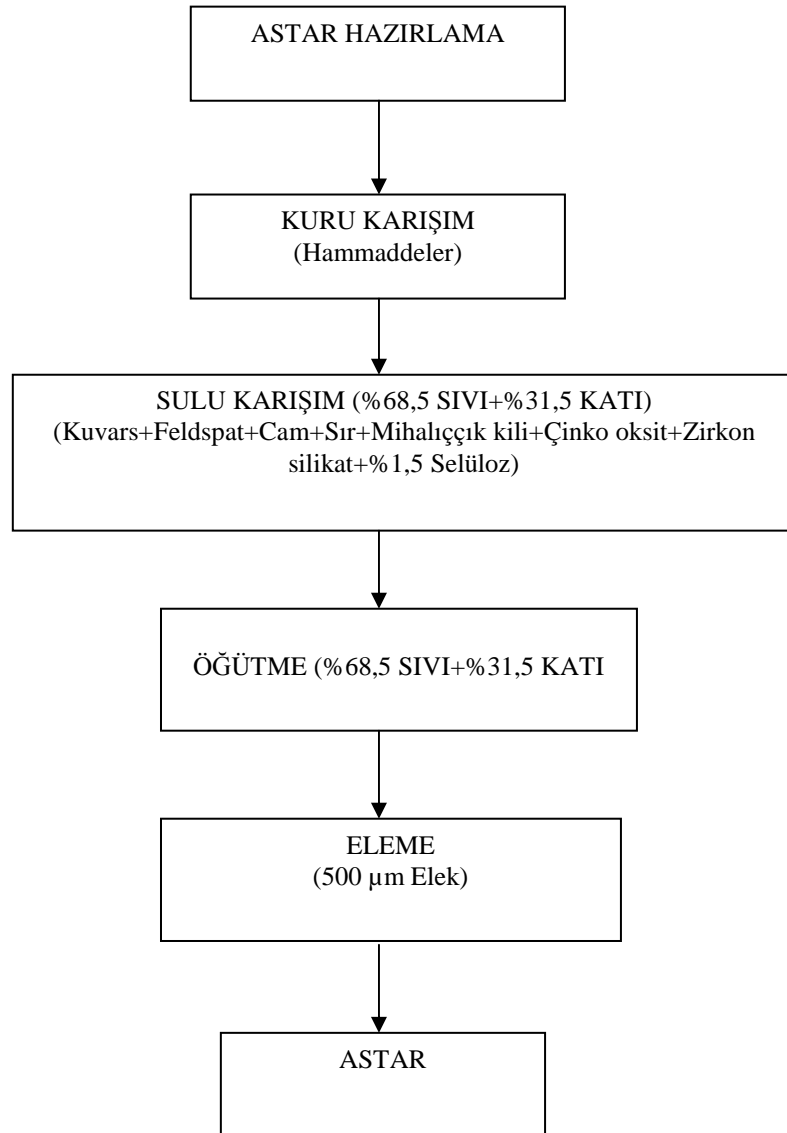 ASTAR HAZIRLAMA
KURU KARIŞIM
(Hammaddeler)
SULU KARIŞIM (%68,5 SIVI+%31,5 KATI)
(Kuvars+Feldspat+Cam+Sır+Mihalıççık kili+Çinko oksit+Zirkon
silikat+%1,5 Selüloz)
ÖĞÜTME (%68,5 SIVI+%31,5 KATI
ELEME
(500 µm Elek)
ASTAR